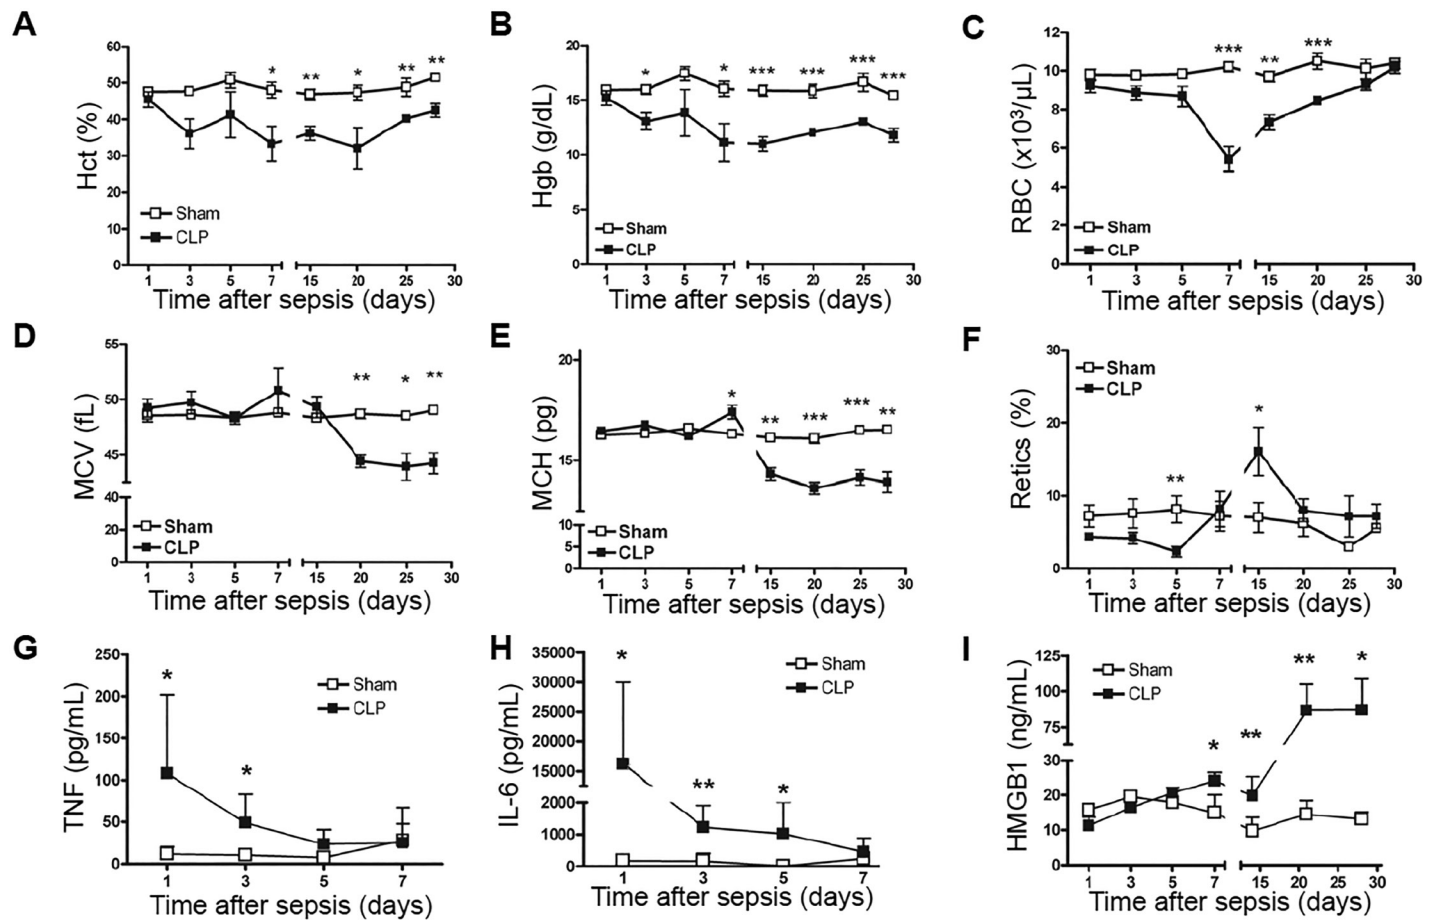 A
60
50
40
30
20
10
0
Hct (%)
* ** * ** **
Sham
CLP
1 3 5 7 15 20 25 30
Time after sepsis (days)
B
20
15
10
5
0
Hgb (g/dL)
* * *** *** *** ***
Sham
CLP
1 3 5 7 15 20 25 30
Time after sepsis (days)
C
12
10
8
6
4
2
0
RBC (x10³/µL)
*** ** ***
Sham
CLP
1 3 5 7 15 20 25 30
Time after sepsis (days)
D
55
50
45
40
20
0
MCV (fL)
** * **
Sham
CLP
1 3 5 7 15 20 25 30
Time after sepsis (days)
E
20
15
10
5
0
MCH (pg)
* ** *** *** **
Sham
CLP
1 3 5 7 15 20 25 30
Time after sepsis (days)
F
30
20
10
0
Retics (%)
** *
Sham
CLP
1 3 5 7 15 20 25 30
Time after sepsis (days)
G
250
200
150
100
50
0
TNF (pg/mL)
* *
Sham
CLP
1 3 5 7
Time after sepsis (days)
H
35000
30000
25000
20000
15000
2000
1000
0
IL-6 (pg/mL)
* ** *
Sham
CLP
1 3 5 7
Time after sepsis (days)
I
125
100
75
30
20
10
0
HMGB1 (ng/mL)
* ** ** *
Sham
CLP
1 3 5 7 15 20 25 30
Time after sepsis (days)